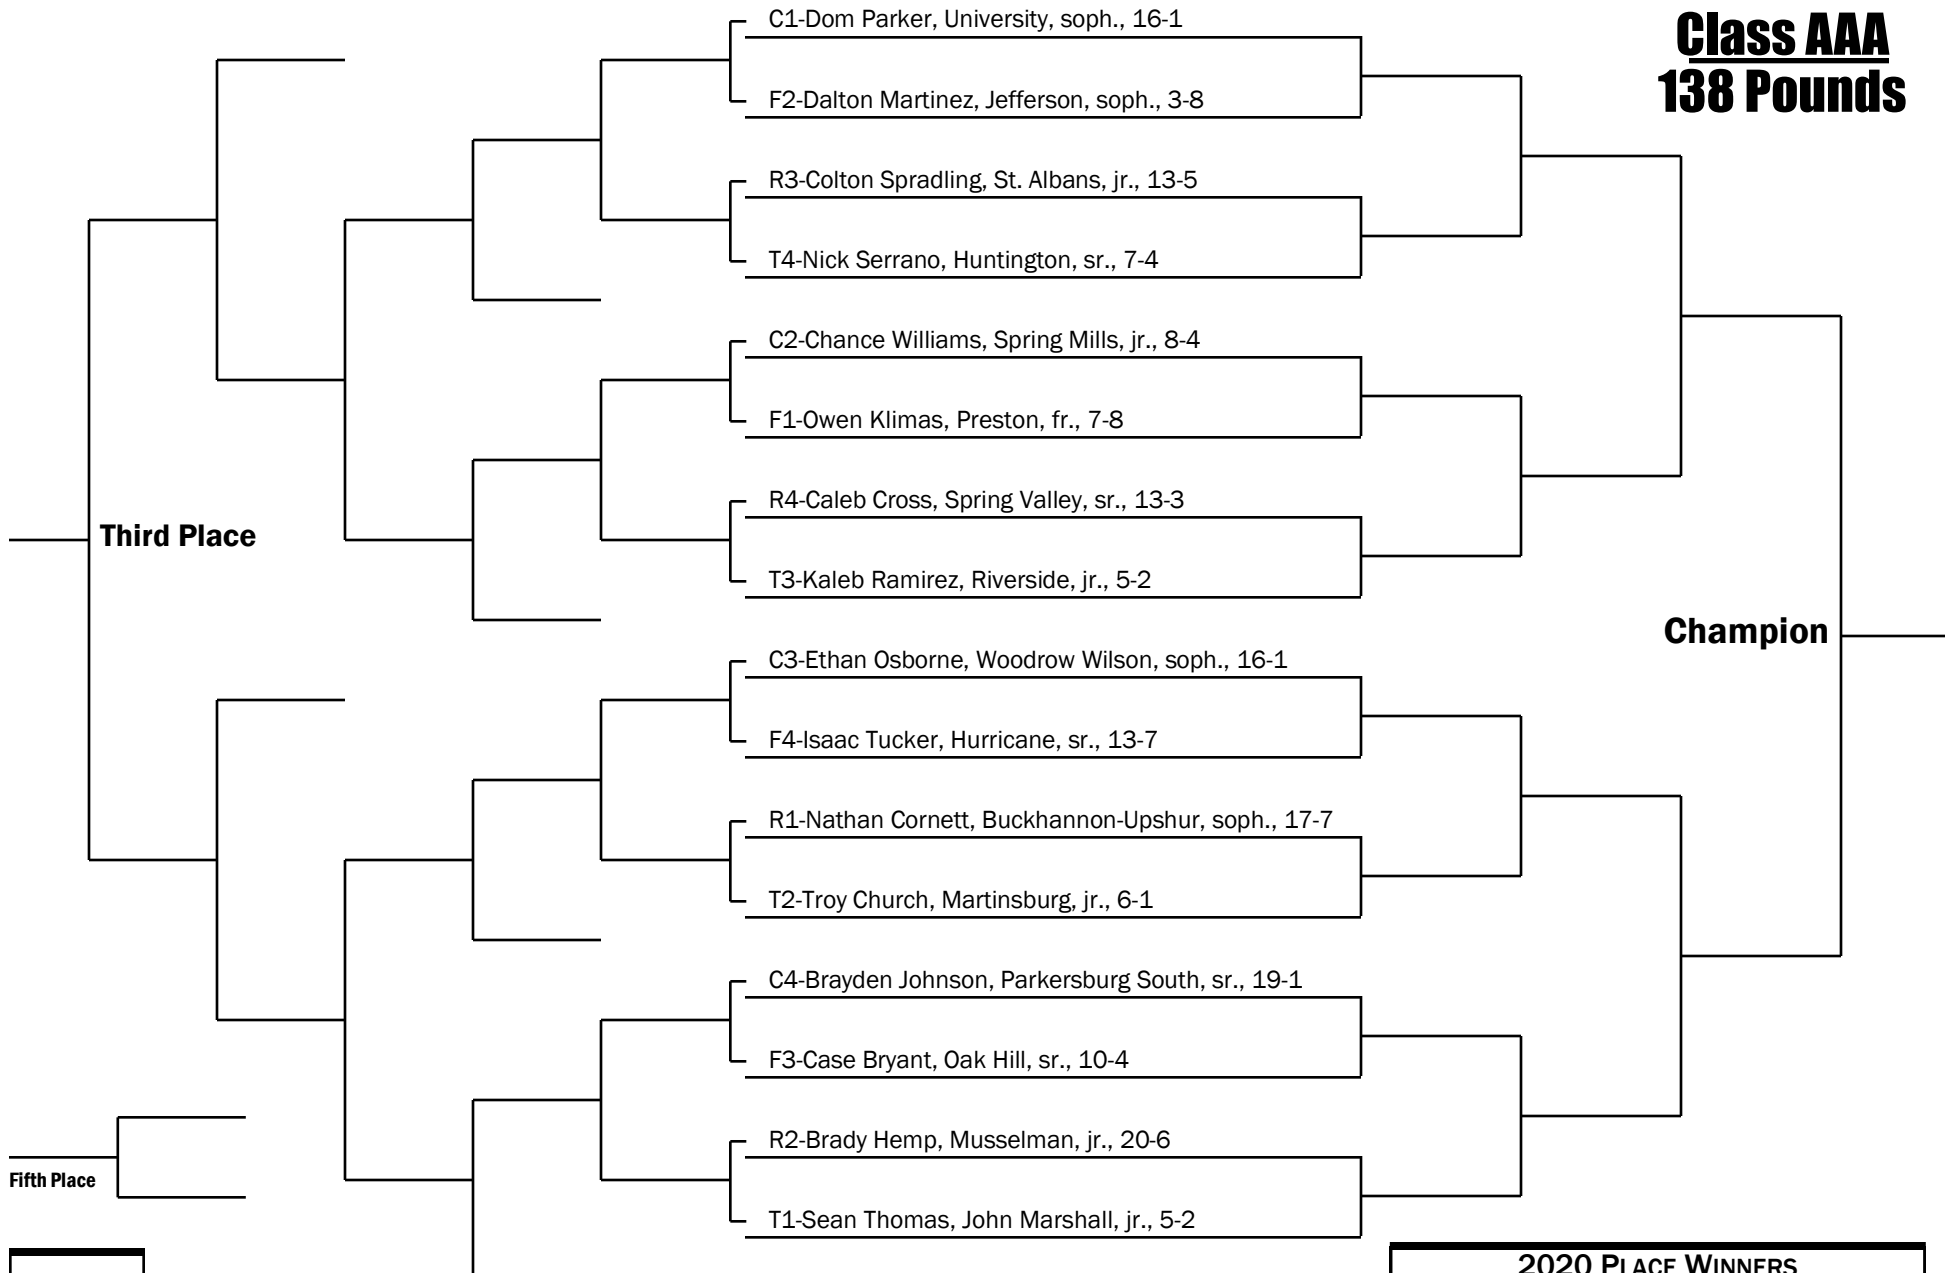 Class AAA
138 Pounds
C1-Dom Parker, University, soph., 16-1
F2-Dalton Martinez, Jefferson, soph., 3-8
R3-Colton Spradling, St. Albans, jr., 13-5
T4-Nick Serrano, Huntington, sr., 7-4
C2-Chance Williams, Spring Mills, jr., 8-4
F1-Owen Klimas, Preston, fr., 7-8
R4-Caleb Cross, Spring Valley, sr., 13-3
Third Place
T3-Kaleb Ramirez, Riverside, jr., 5-2
Champion
C3-Ethan Osborne, Woodrow Wilson, soph., 16-1
F4-Isaac Tucker, Hurricane, sr., 13-7
R1-Nathan Cornett, Buckhannon-Upshur, soph., 17-7
T2-Troy Church, Martinsburg, jr., 6-1
C4-Brayden Johnson, Parkersburg South, sr., 19-1
F3-Case Bryant, Oak Hill, sr., 10-4
R2-Brady Hemp, Musselman, jr., 20-6
Fifth Place
T1-Sean Thomas, John Marshall, jr., 5-2
2020 PLACE WINNERS